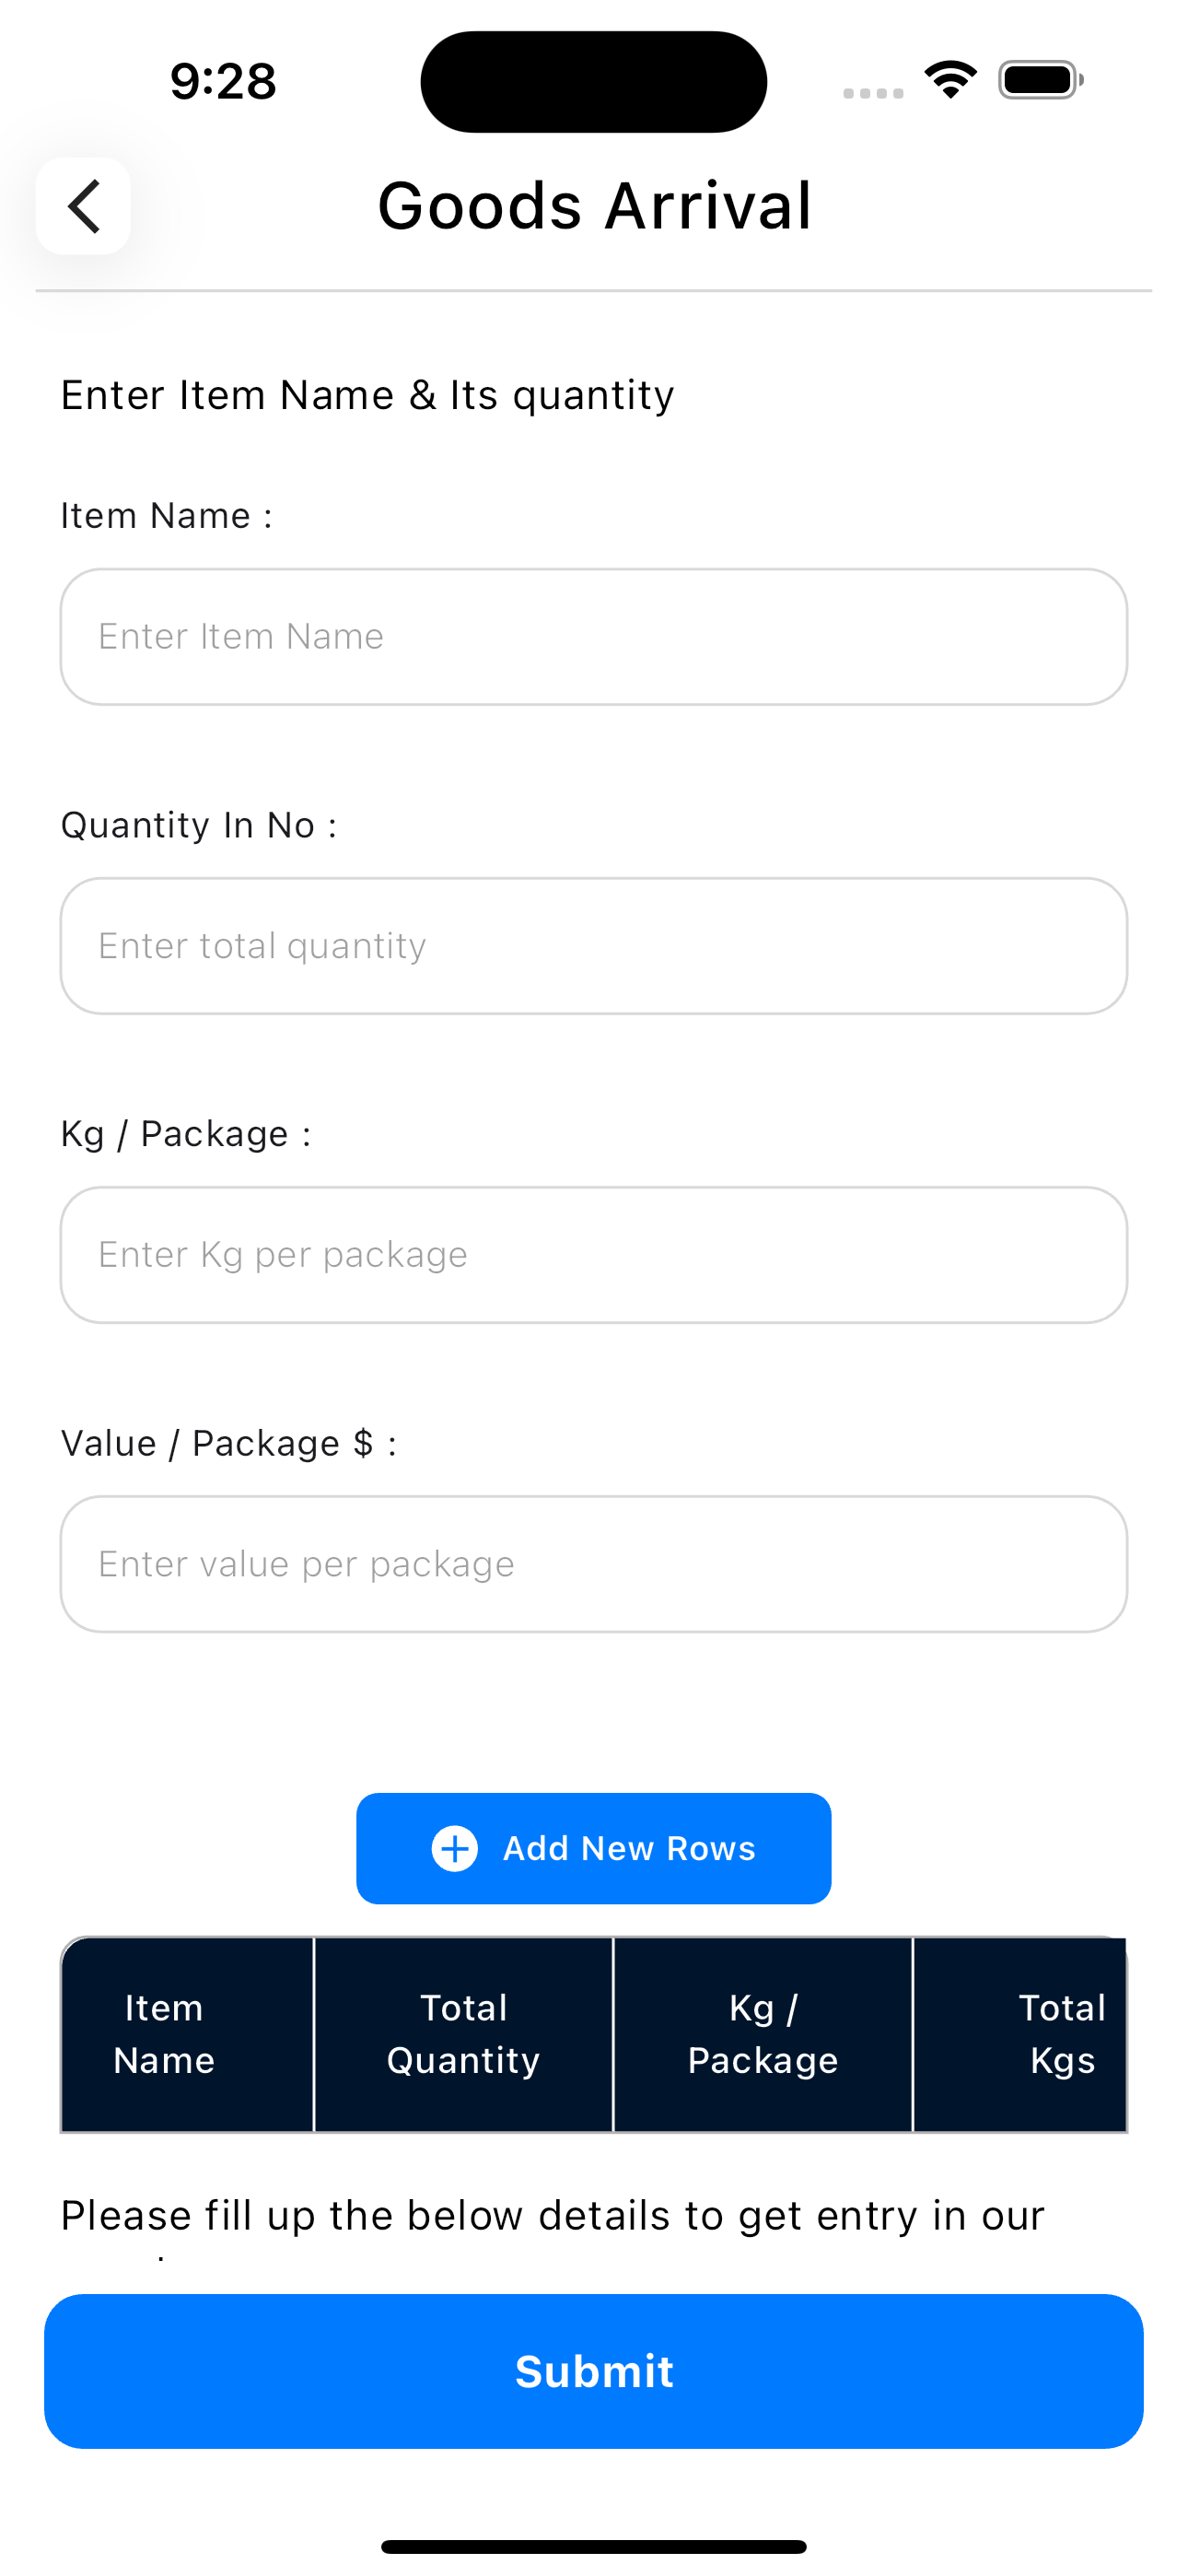 9:28
Goods Arrival
Enter Item Name & Its quantity
Item Name :
Enter Item Name
Quantity In No :
Enter total quantity
Kg / Package :
Enter Kg per package
Value / Package $ :
Enter value per package
Add New Rows
Item Name
Total Quantity
Kg / Package
Total Kgs
Please fill up the below details to get entry in our
Submit